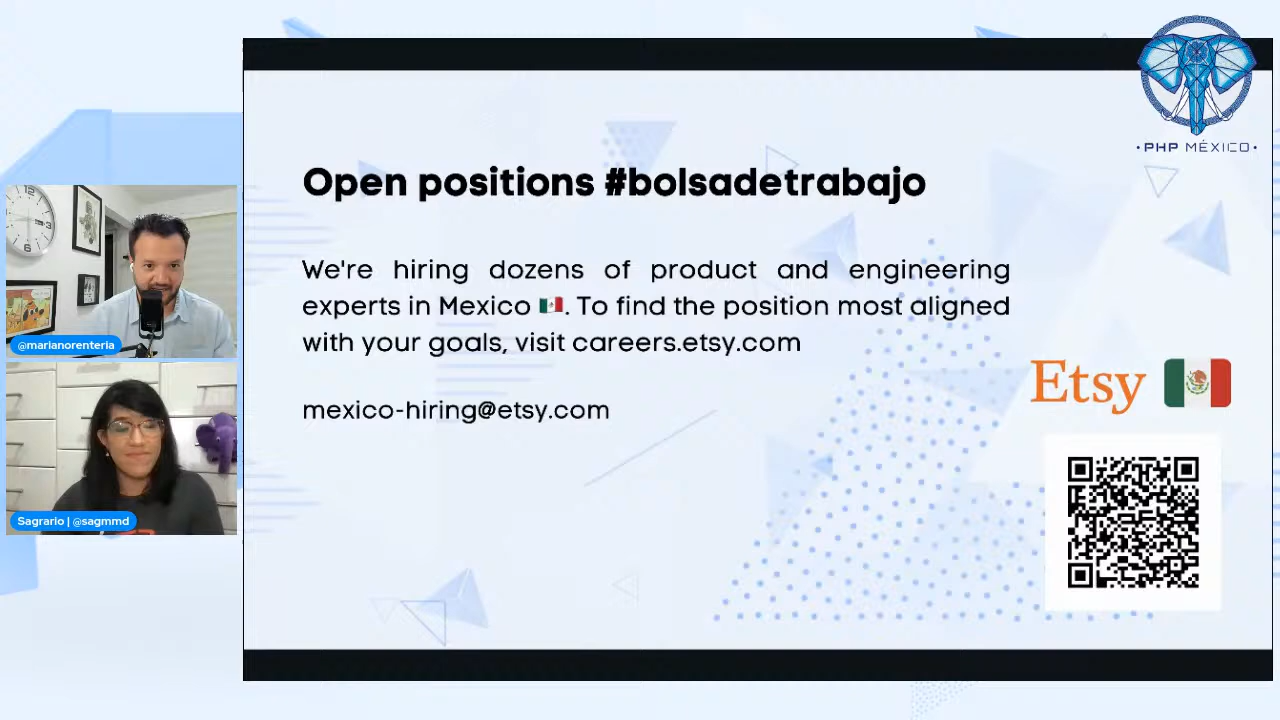 •PHP MÉXICO•
Open positions #bolsadetrabajo
We're hiring dozens of product and engineering
experts in Mexico 🇲🇽. To find the position most aligned
with your goals, visit careers.etsy.com
mexico-hiring@etsy.com
Etsy
@marianorenteria
Sagrario | @sagmmd